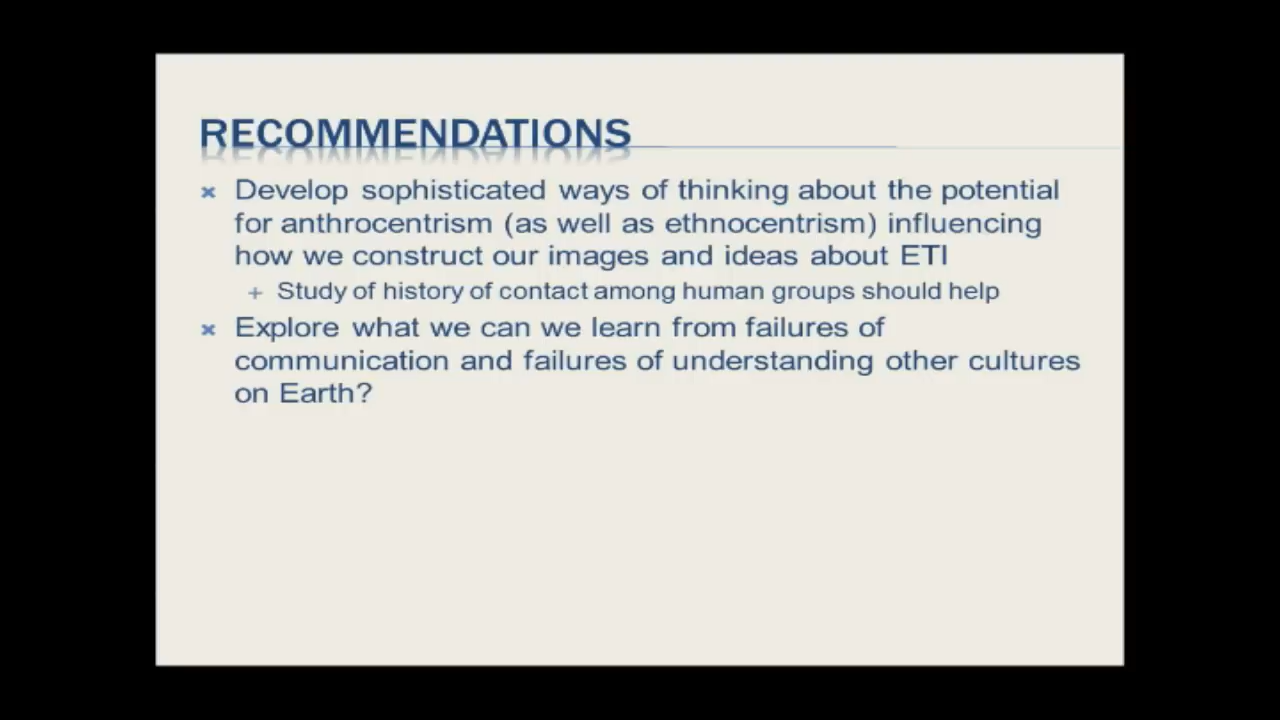 RECOMMENDATIONS
Develop sophisticated ways of thinking about the potential
for anthrocentrism (as well as ethnocentrism) influencing
how we construct our images and ideas about ETI
Study of history of contact among human groups should help
Explore what we can we learn from failures of
communication and failures of understanding other cultures
on Earth?